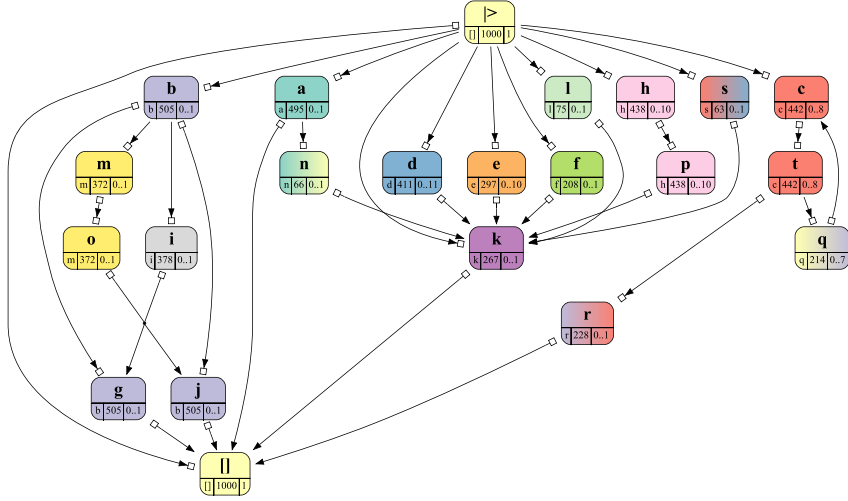 |>
[] 1000 1
b
b 505 0..1
a
a 495 0..1
l
l 75 0..1
h
h 438 0..10
s
s 63 0..1
c
c 442 0..8
m
m 372 0..1
n
n 66 0..1
d
d 411 0..11
e
e 297 0..10
f
f 208 0..1
p
h 438 0..10
t
c 442 0..8
o
m 372 0..1
i
i 378 0..1
k
k 267 0..1
q
q 214 0..7
r
r 228 0..1
g
b 505 0..1
j
b 505 0..1
[]
[] 1000 1